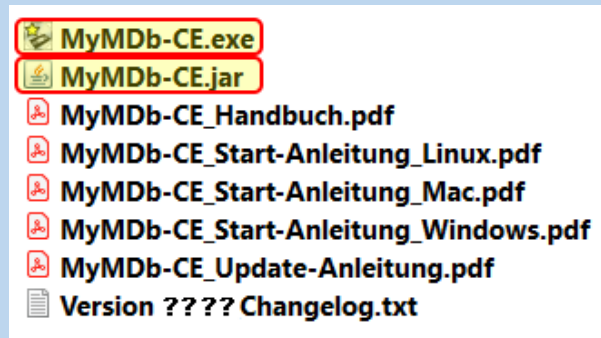 MyMDb-CE.exe
MyMDb-CE.jar
MyMDb-CE_Handbuch.pdf
MyMDb-CE_Start-Anleitung_Linux.pdf
MyMDb-CE_Start-Anleitung_Mac.pdf
MyMDb-CE_Start-Anleitung_Windows.pdf
MyMDb-CE_Update-Anleitung.pdf
Version ???? Changelog.txt